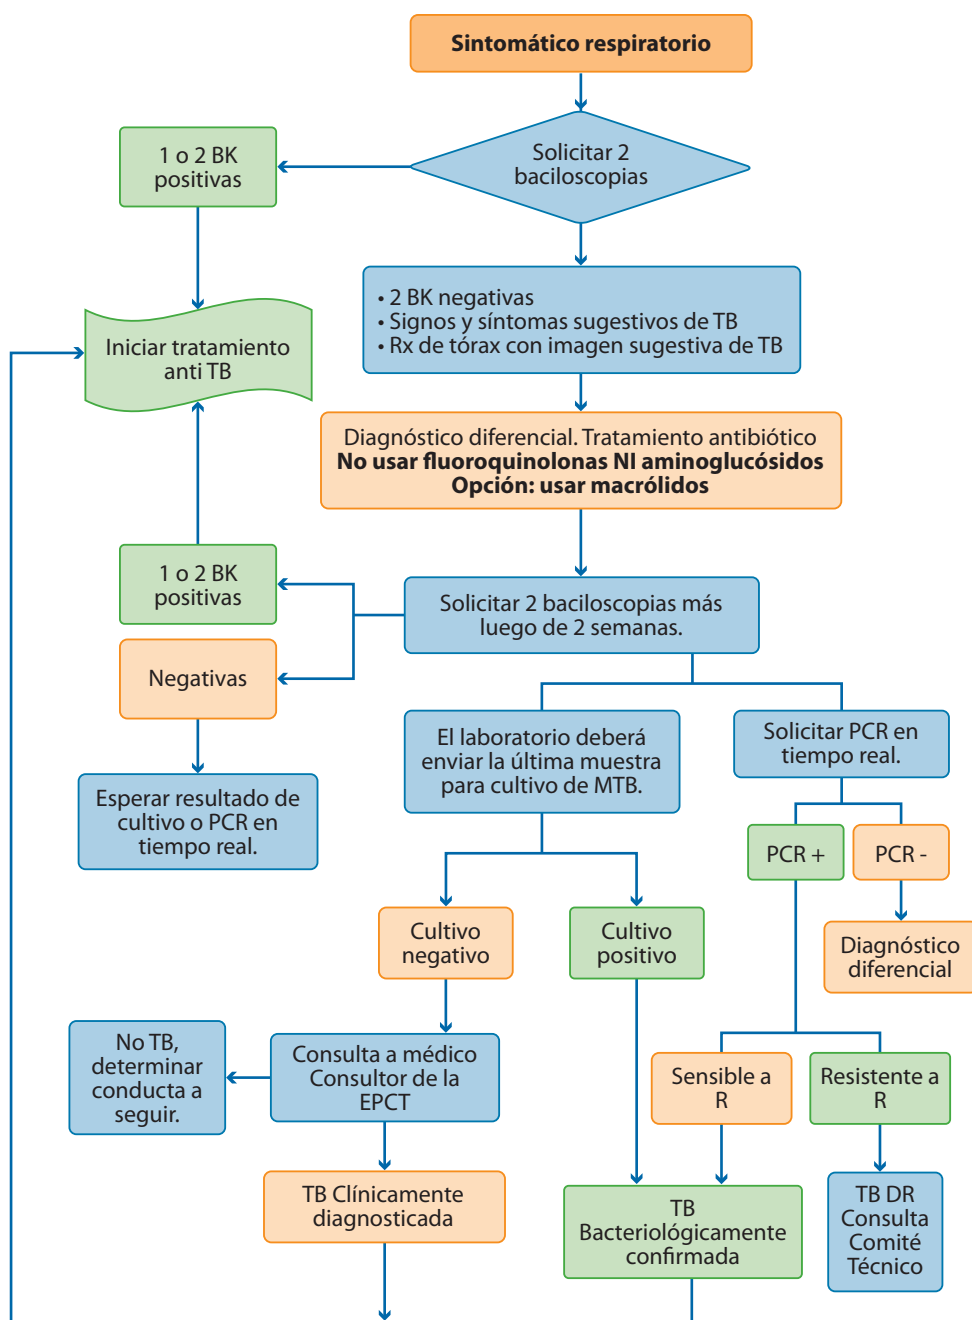 Sintomático respiratorio
Solicitar 2
baciloscopias
1 o 2 BK
positivas
• 2 BK negativas
• Signos y síntomas sugestivos de TB
• Rx de tórax con imagen sugestiva de TB
Iniciar tratamiento
anti TB
Diagnóstico diferencial. Tratamiento antibiótico
No usar fluoroquinolonas NI aminoglucósidos
Opción: usar macrólidos
1 o 2 BK
positivas
Solicitar 2 baciloscopias más
luego de 2 semanas.
Negativas
El laboratorio deberá
enviar la última muestra
para cultivo de MTB.
Solicitar PCR en
tiempo real.
Esperar resultado de
cultivo o PCR en
tiempo real.
PCR +
PCR -
Cultivo
negativo
Cultivo
positivo
Diagnóstico
diferencial
No TB,
determinar
conducta a
seguir.
Consulta a médico
Consultor de la
EPCT
Sensible a
R
Resistente a
R
TB Clínicamente
diagnosticada
TB
Bacteriológicamente
confirmada
TB DR
Consulta
Comité
Técnico